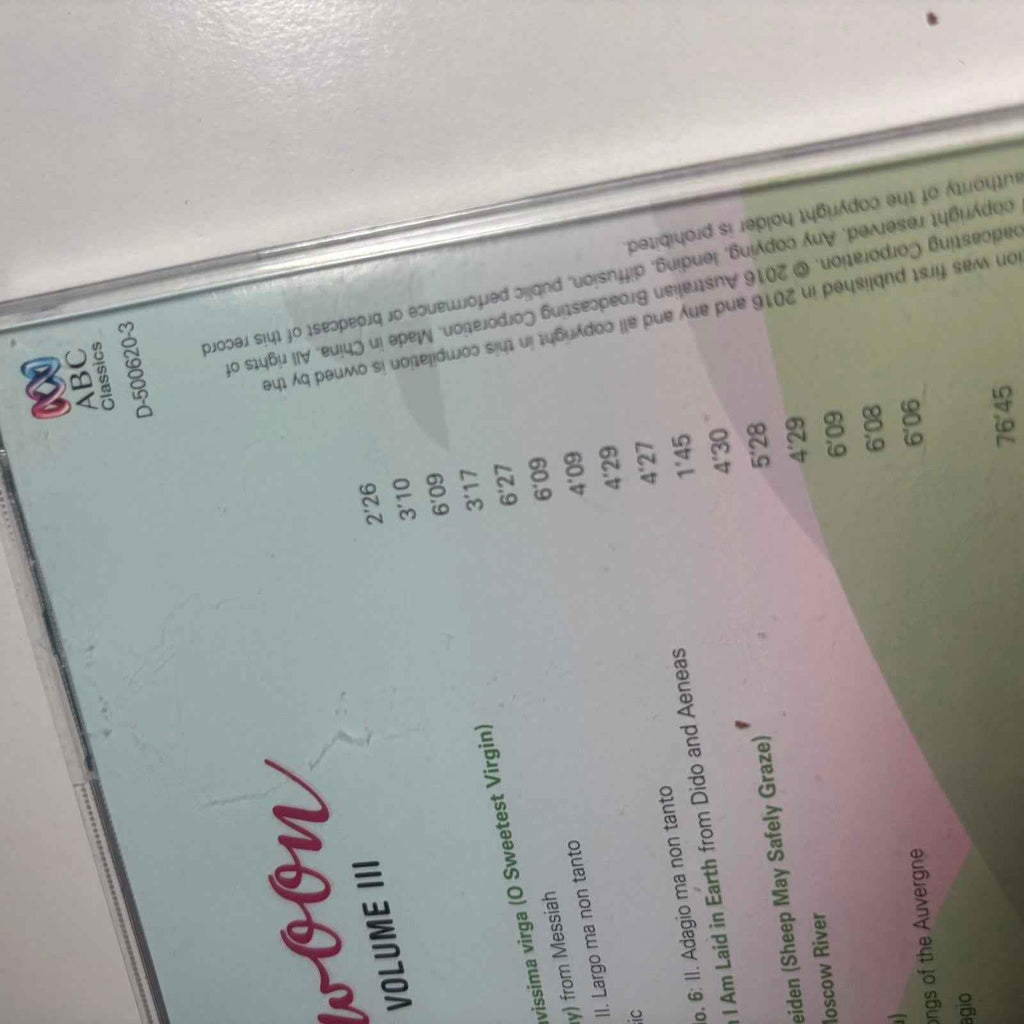 woon
VOLUME III
ABC
Classics
D-500620-3
2'26
3'10
6'09
3'17
6'27
6'09
4'09
4'29
4'27
1'45
4'30
5'28
4'29
6'09
6'08
6'06
76'45
vissima virga (O Sweetest Virgin)
y) from Messiah
II. Largo ma non tanto
ic
o. 6: II. Adagio ma non tanto
I Am Laid in Earth from Dido and Aeneas
eiden (Sheep May Safely Graze)
Moscow River
ongs of the Auvergne
agio
tion was first published in 2016 and any and all copyright in this compilation is owned by the
oadcasting Corporation. ℗ 2016 Australian Broadcasting Corporation. Made in China. All rights of
copyright reserved. Any copying, lending, diffusion, public performance or broadcast of this record
authority of the copyright holder is prohibited.